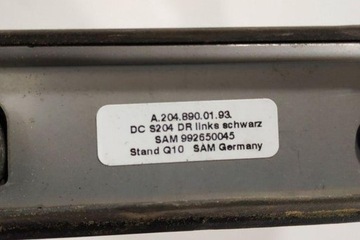 A.204.890.01.93.
DC S204 DR links schwarz
SAM 992650045
Stand Q10 SAM Germany